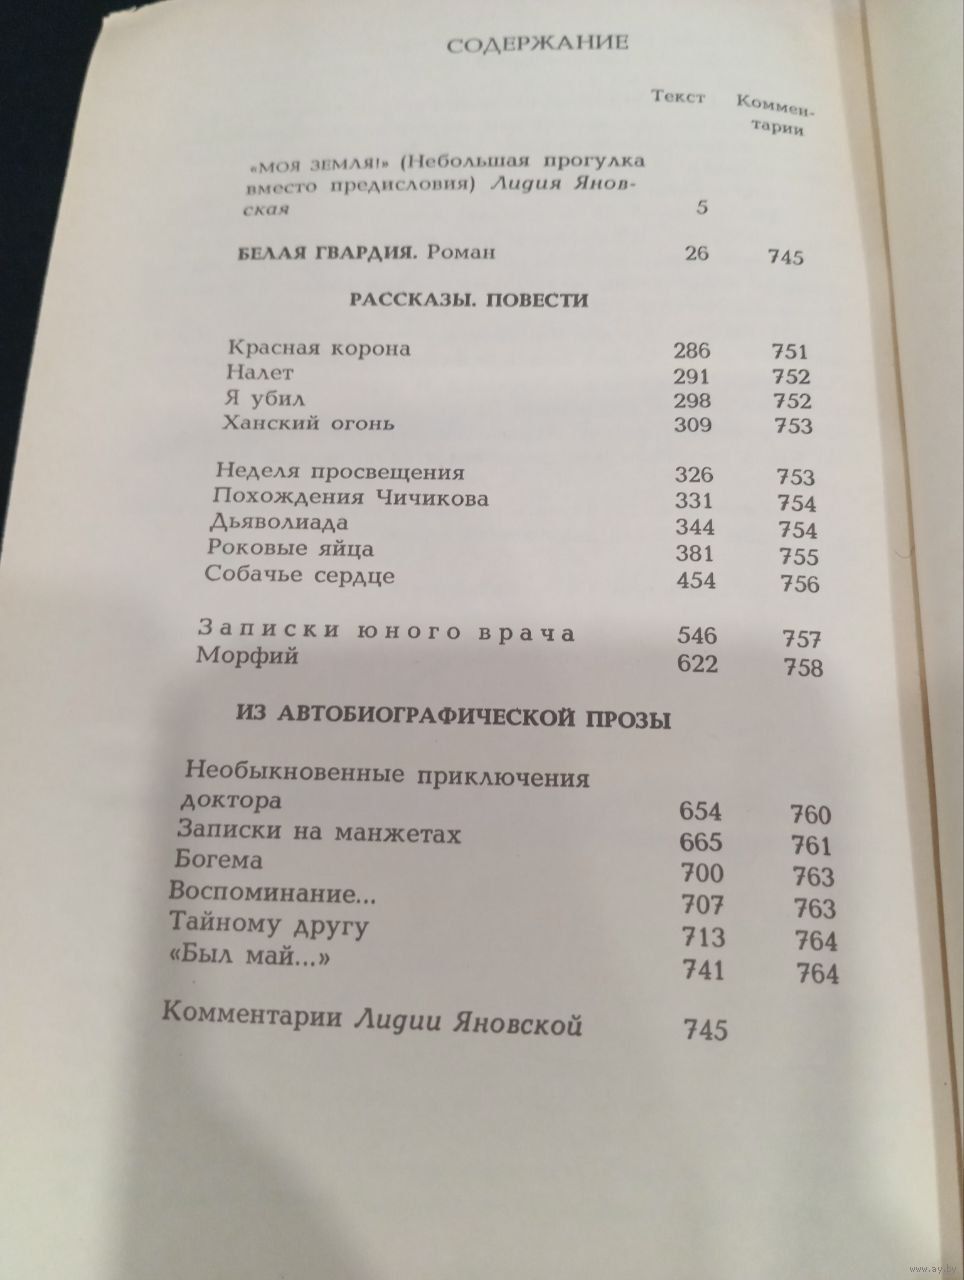 СОДЕРЖАНИЕ
Текст Коммен-
тарии
«МОЯ ЗЕМЛЯ!» (Небольшая прогулка
вместо предисловия) Лидия Янов-
ская 5
БЕЛАЯ ГВАРДИЯ. Роман 26 745
РАССКАЗЫ. ПОВЕСТИ
Красная корона 286 751
Налет 291 752
Я убил 298 752
Ханский огонь 309 753
Неделя просвещения 326 753
Похождения Чичикова 331 754
Дьяволиада 344 754
Роковые яйца 381 755
Собачье сердце 454 756
Записки юного врача 546 757
Морфий 622 758
ИЗ АВТОБИОГРАФИЧЕСКОЙ ПРОЗЫ
Необыкновенные приключения
доктора 654 760
Записки на манжетах 665 761
Богема 700 763
Воспоминание... 707 763
Тайному другу 713 764
«Был май...» 741 764
Комментарии Лидии Яновской 745
www.ay.by